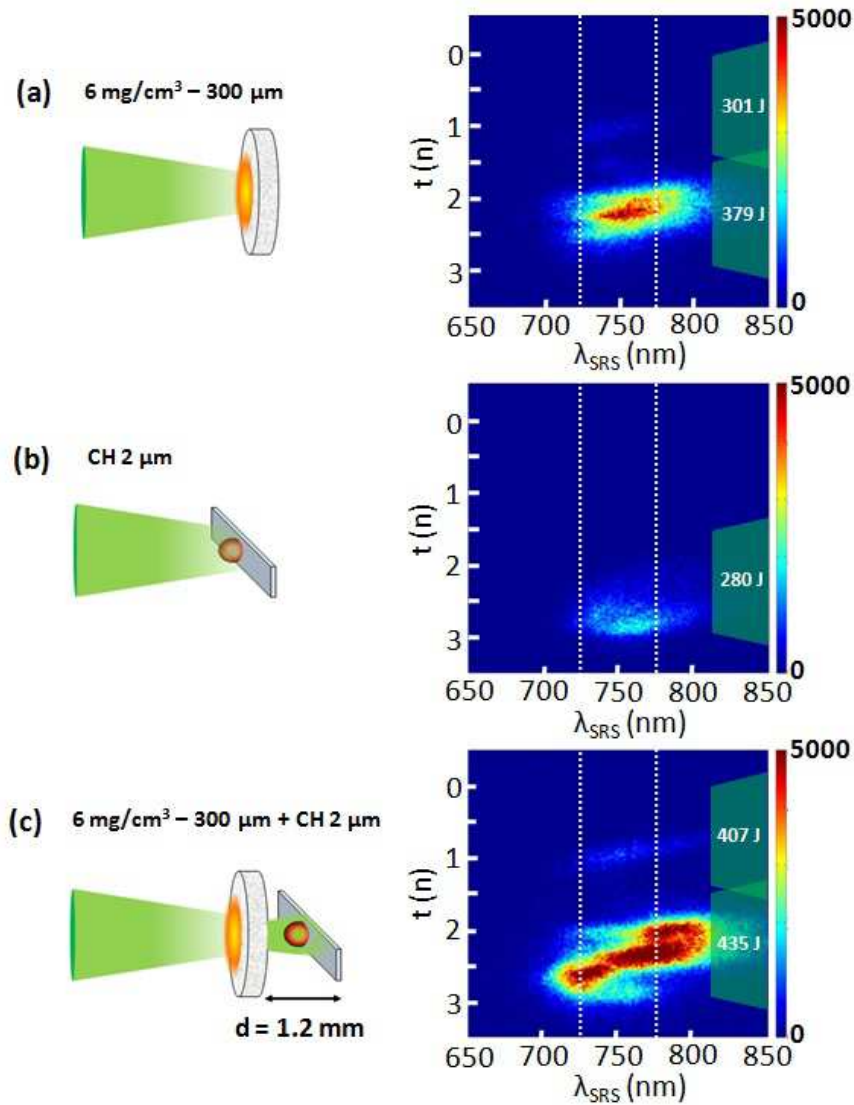 (a) 6 mg/cm³ – 300 µm
5000
0
1
2
3
t (n)
301 J
379 J
0
650 700 750 800 850
λSRS (nm)
(b) CH 2 µm
5000
0
1
2
3
t (n)
280 J
0
650 700 750 800 850
λSRS (nm)
(c) 6 mg/cm³ – 300 µm + CH 2 µm
d = 1.2 mm
5000
0
1
2
3
t (n)
407 J
435 J
0
650 700 750 800 850
λSRS (nm)